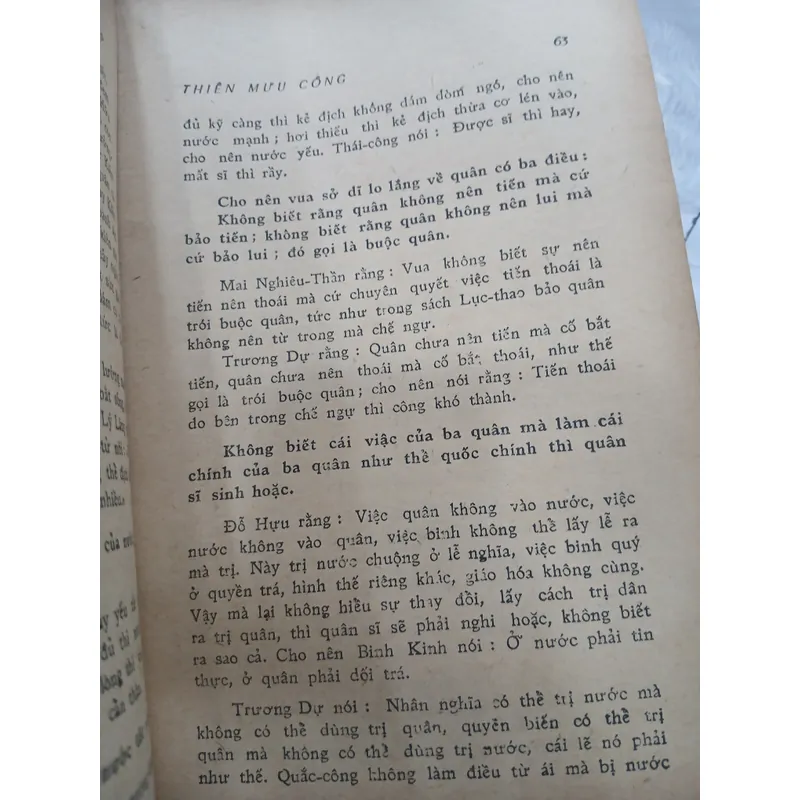 63
THIÊN MƯU CÔNG
đủ kỹ càng thì kẻ địch không dám dòm ngó, cho nên
nước mạnh; hơi thiếu thì kẻ địch thừa cơ lén vào,
cho nên nước yếu. Thái-công nói: Được sĩ thì hay,
mất sĩ thì rầy.
Cho nên vua sở dĩ lo lắng về quân có ba điều:
Không biết rằng quân không nên tiến mà cứ
bảo tiến; không biết rằng quân không nên lui mà
cứ bảo lui; đó gọi là buộc quân.
Mai Nghiêu-Thần rằng: Vua không biết sự nên
tiến nên thoái mà cứ chuyên quyết việc tiến thoái là
trói buộc quân, tức như trong sách Lục-thao bảo quân
không nên từ trong mà chế ngự.
Trương Dự rằng: Quân chưa nên tiến mà cố bắt
tiến, quân chưa nên thoái mà cố bắt thoái, như thế
gọi là trói buộc quân; cho nên nói rằng: Tiến thoái
do bên trong chế ngự thì công khó thành.
Không biết cái việc của ba quân mà làm cái
chính của ba quân như thể quốc chính thì quân
sĩ sinh hoặc.
Đỗ Hựu rằng: Việc quân không vào nước, việc
nước không vào quân, việc binh không thể lấy lễ ra
mà trị. Nảy trị nước chuộng ở lễ nghĩa, việc binh quý
ở quyền trá, hình thế riêng khác, giáo hóa không cùng.
Vậy mà lại không hiểu sự thay đổi, lấy cách trị dân
ra trị quân, thì quân sĩ sẽ phải nghi hoặc, không biết
ra sao cả. Cho nên Binh Kinh nói: Ở nước phải tin
thực, ở quân phải dối trá.
Trương Dự nói: Nhân nghĩa có thể trị nước mà
không có thể dùng trị quân, quyền biến có thể trị
quân mà không có thể dùng trị nước, cái lẽ nó phải
như thế. Quắc-công không làm điều từ ái mà bị nước